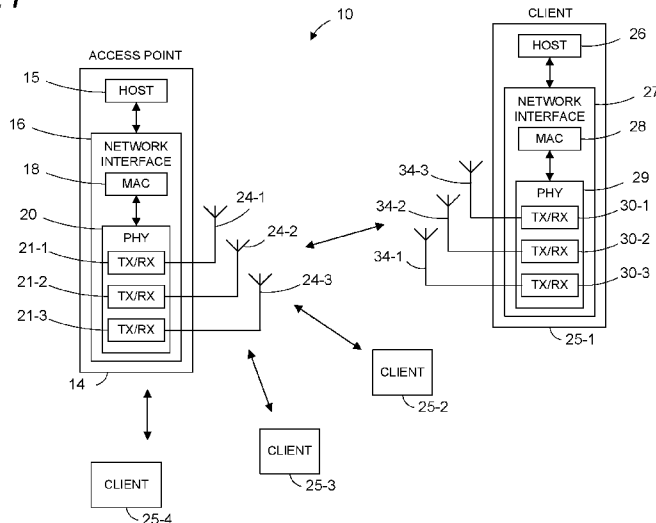 10
ACCESS POINT
15
HOST
16
NETWORK
INTERFACE
18
MAC
20
PHY
21-1
TX/RX
21-2
TX/RX
21-3
TX/RX
14
24-1
24-2
24-3
CLIENT
HOST
26
27
NETWORK
INTERFACE
MAC
28
34-3
PHY
29
34-2
TX/RX
30-1
34-1
TX/RX
30-2
TX/RX
30-3
25-1
CLIENT
25-2
CLIENT
25-3
CLIENT
25-4